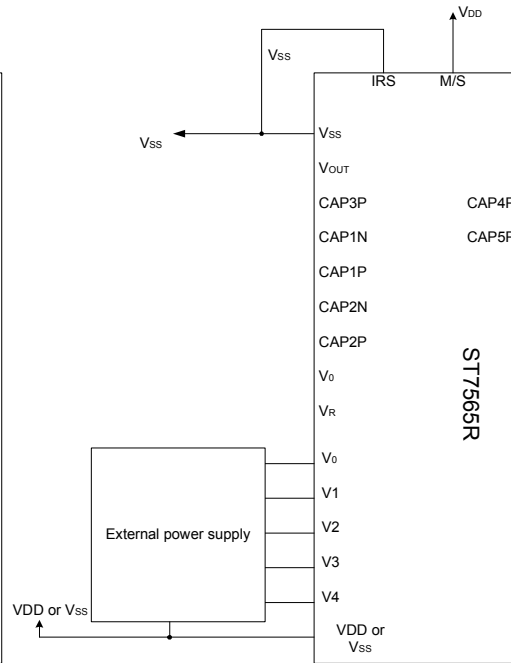 VDD
VSS
IRS
M/S
VSS
VSS
VOUT
CAP3P
CAP4P
CAP1N
CAP5P
CAP1P
CAP2N
CAP2P
V0
VR
ST7565R
V0
V1
V2
External power supply
V3
V4
VDD or VSS
VDD or
VSS